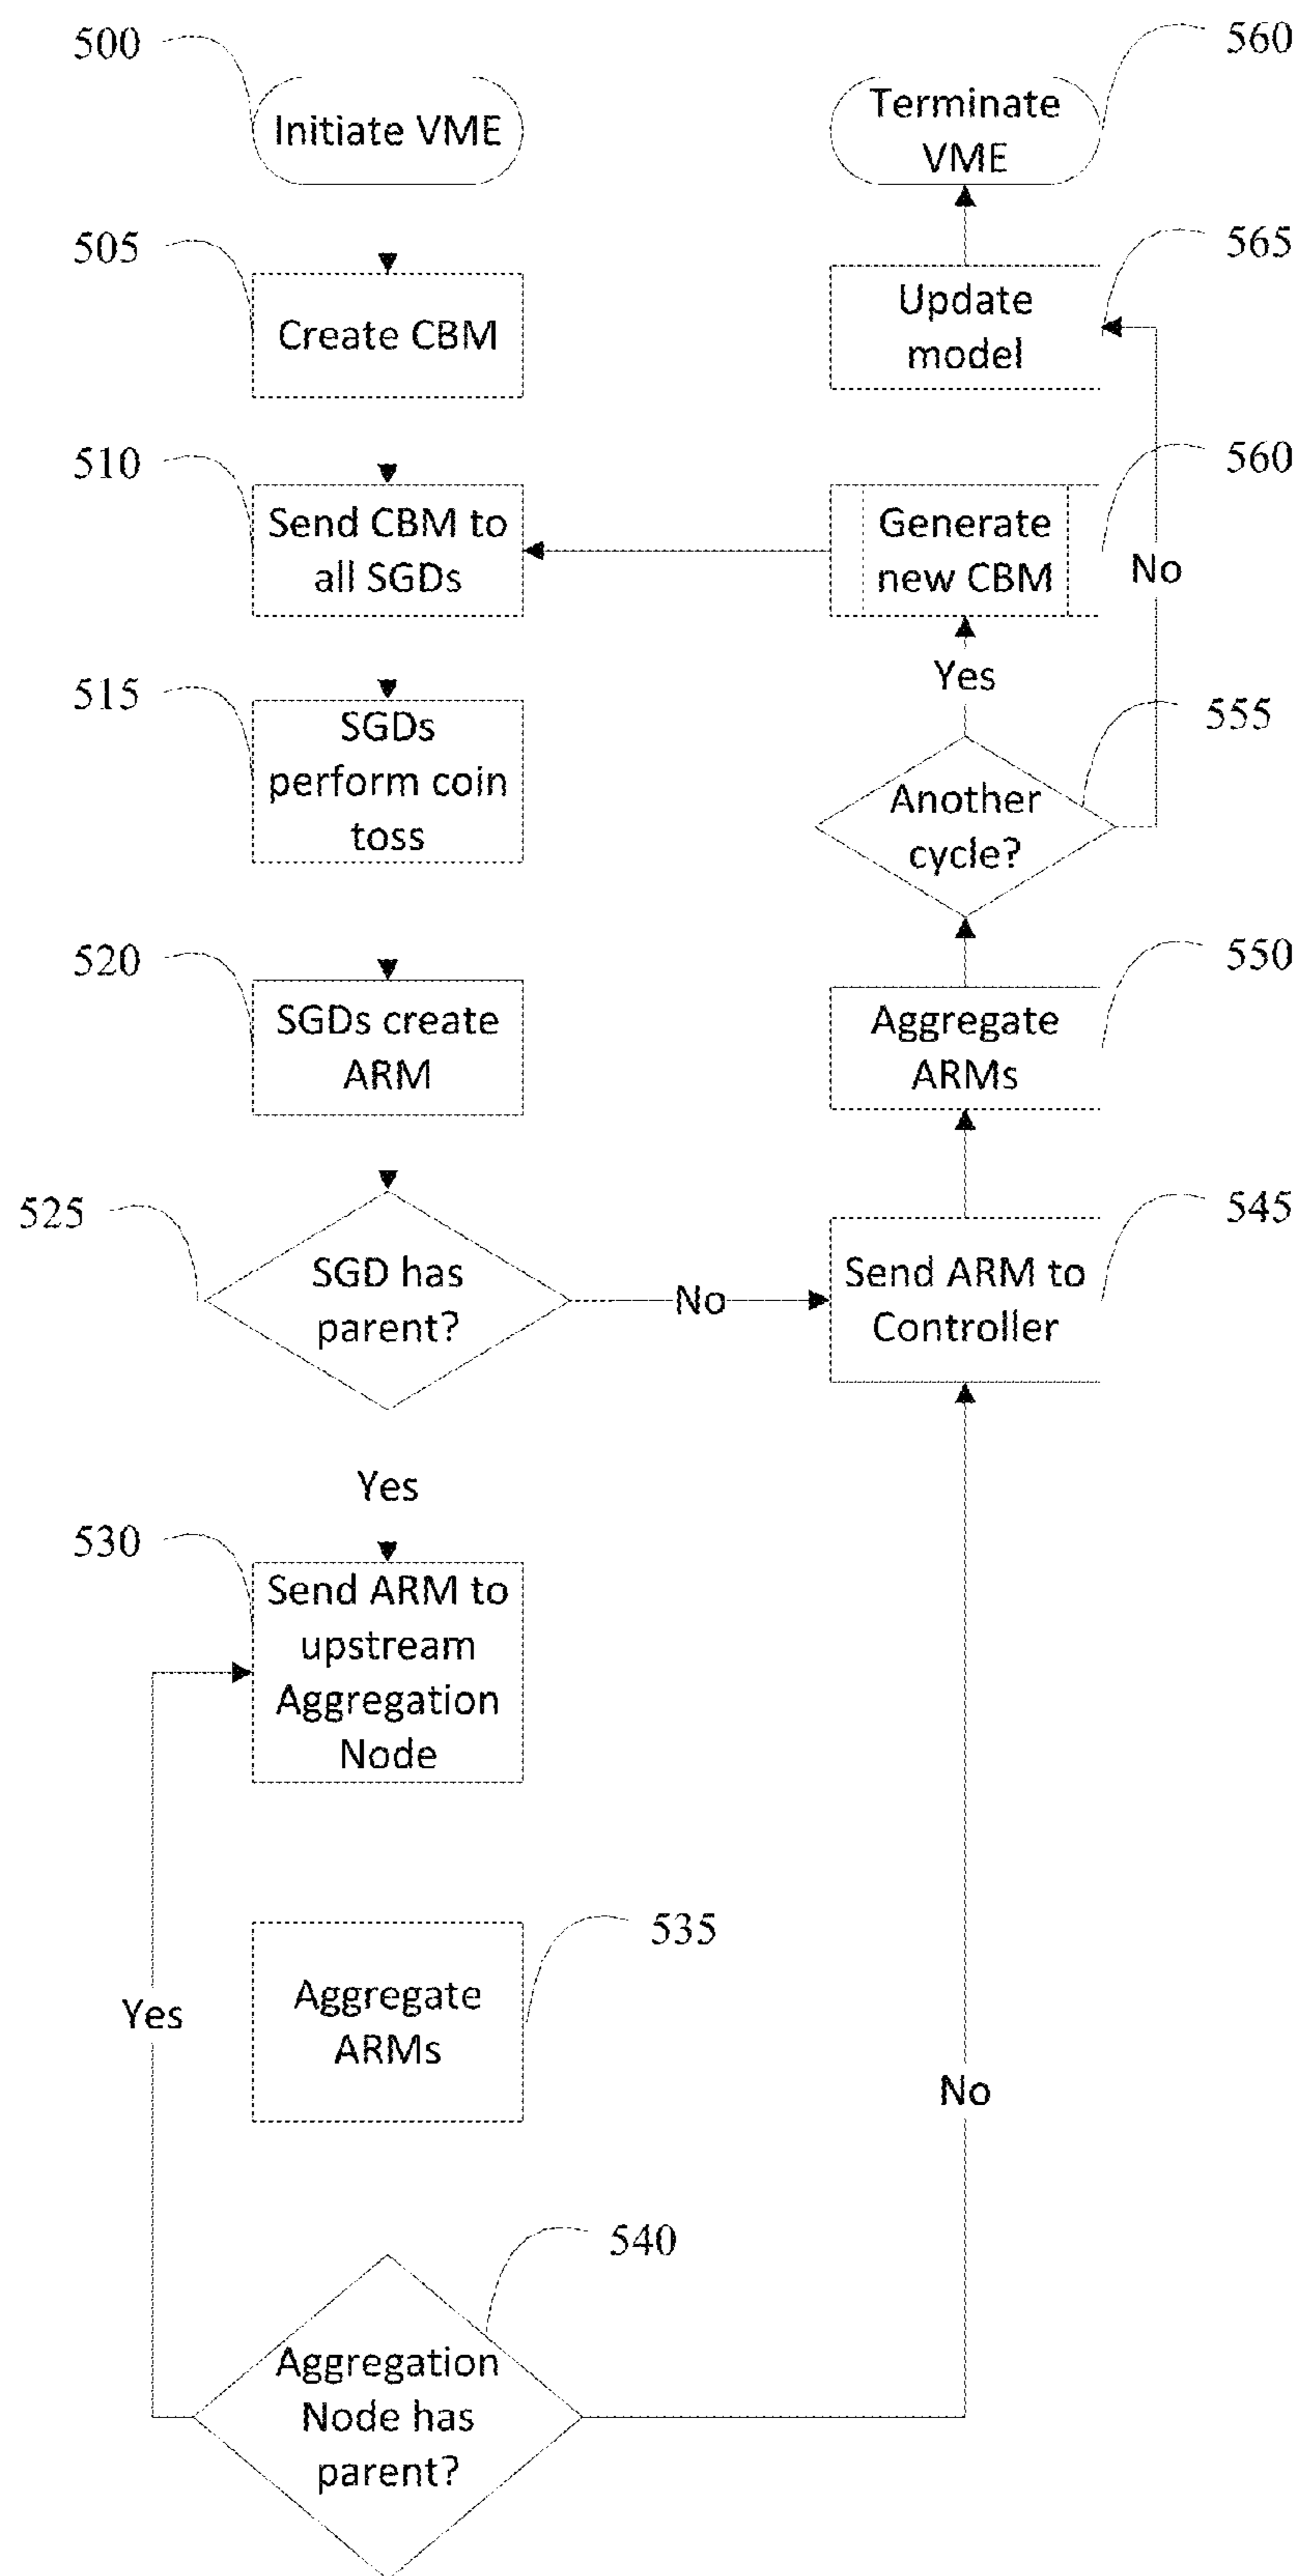 500
Initiate VME
505
Create CBM
510
Send CBM to
all SGDs
515
SGDs
perform coin
toss
520
SGDs create
ARM
525
SGD has
parent?
No
Yes
530
Send ARM to
upstream
Aggregation
Node
535
Aggregate
ARMs
Yes
540
Aggregation
Node has
parent?
No
545
Send ARM to
Controller
550
Aggregate
ARMs
555
Another
cycle?
Yes
No
560
Generate
new CBM
565
Update
model
560
Terminate
VME